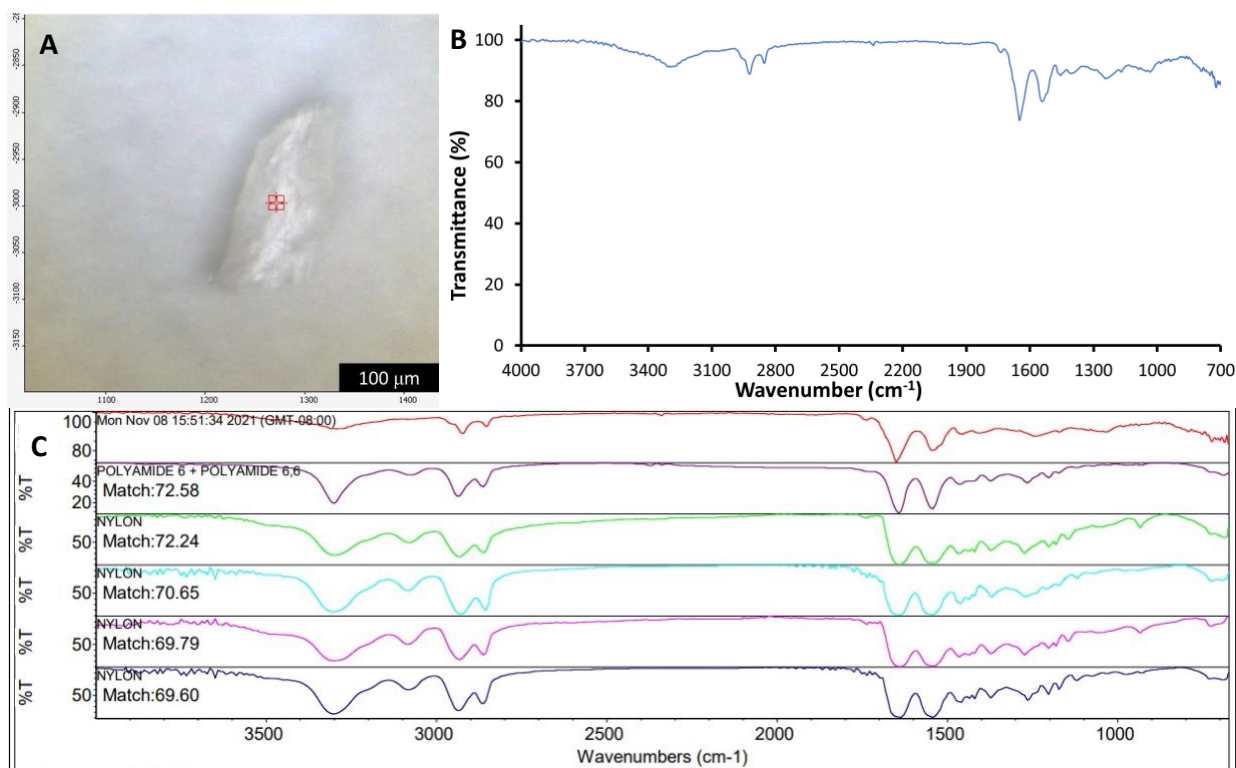 A
-2850
-2900
-2950
-3000
-3050
-3100
-3150
1100
1200
1300
1400
100 μm
B
Transmittance (%)
100
80
60
40
20
0
4000 3700 3400 3100 2800 2500 2200 1900 1600 1300 1000 700
Wavenumber (cm-1)
C
Mon Nov 08 15:51:34 2021 (GMT-08:00)
100
80
POLYAMIDE 6 + POLYAMIDE 6,6
Match:72.58
%T
40
20
NYLON
Match:72.24
%T
50
NYLON
Match:70.65
%T
50
NYLON
Match:69.79
%T
50
NYLON
Match:69.60
%T
50
3500 3000 2500 2000 1500 1000
Wavenumbers (cm-1)